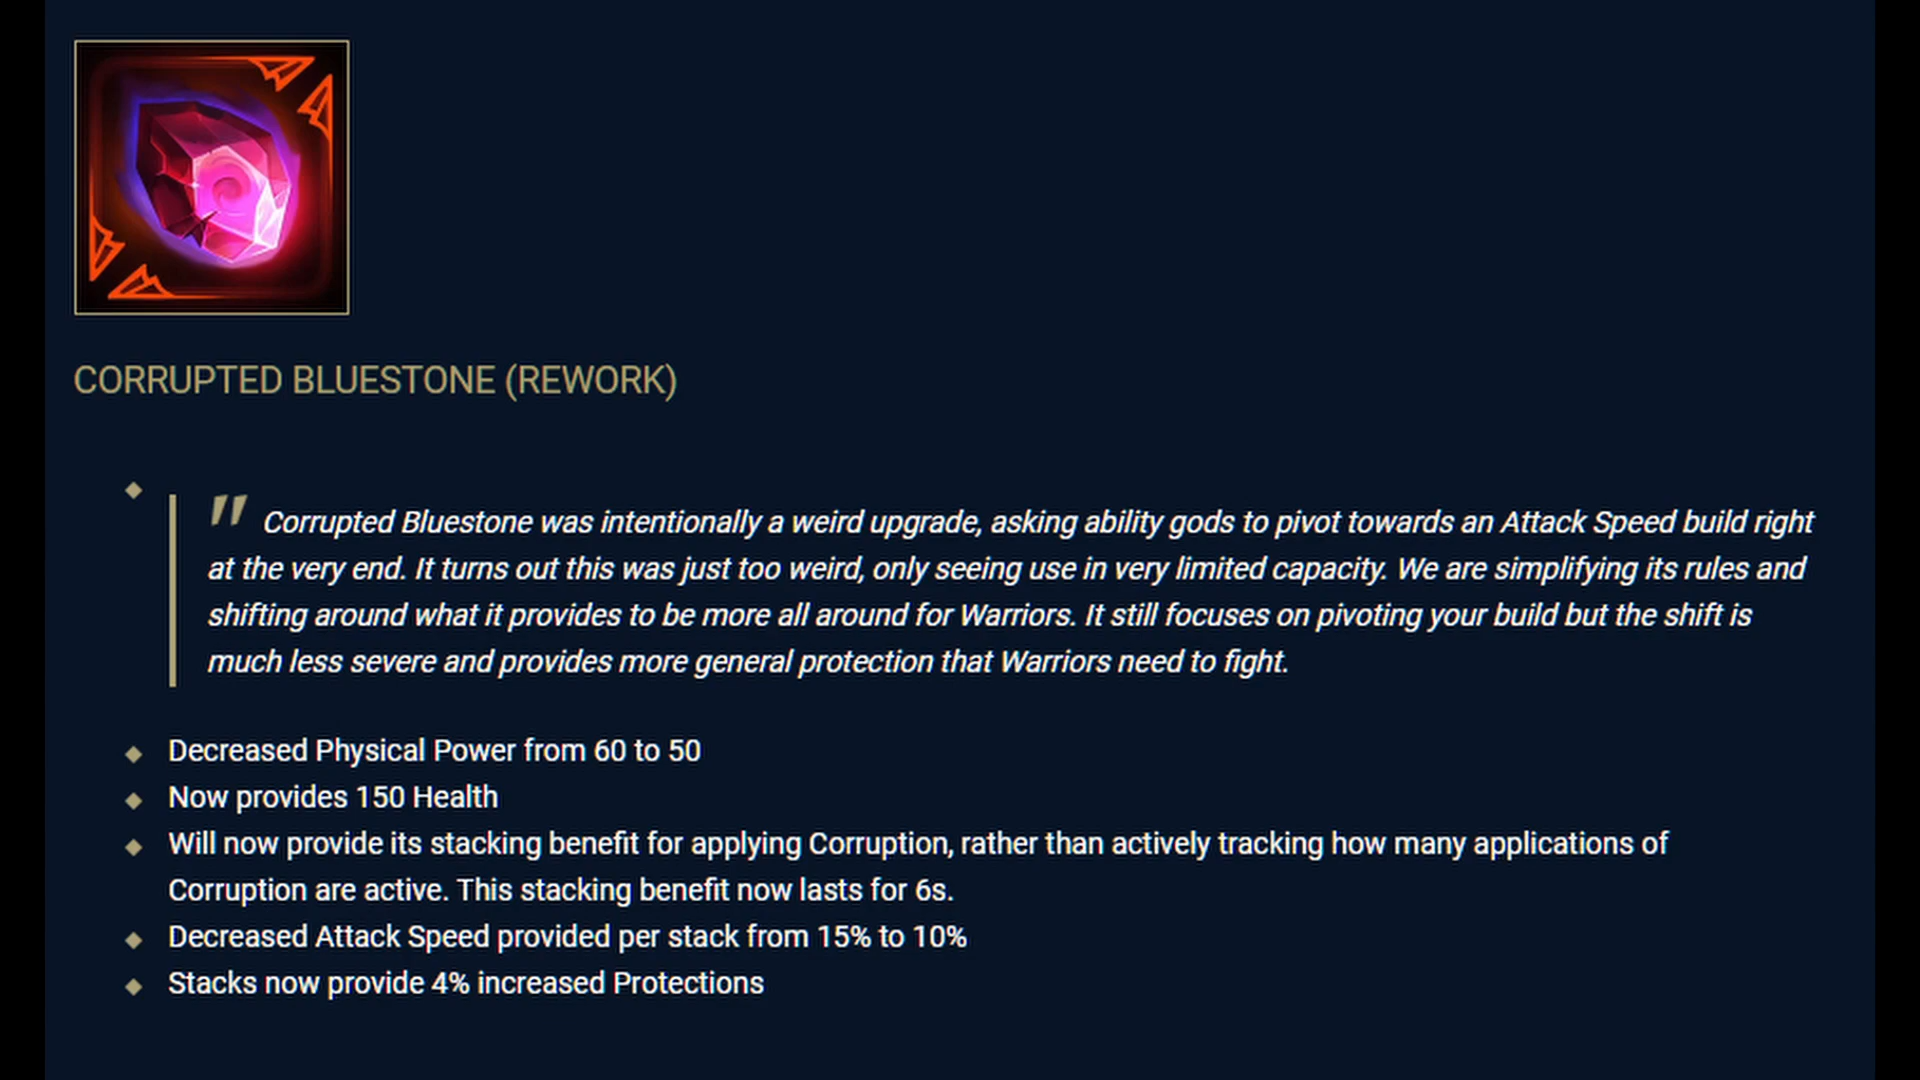 CORRUPTED BLUESTONE (REWORK)
" Corrupted Bluestone was intentionally a weird upgrade, asking ability gods to pivot towards an Attack Speed build right
at the very end. It turns out this was just too weird, only seeing use in very limited capacity. We are simplifying its rules and
shifting around what it provides to be more all around for Warriors. It still focuses on pivoting your build but the shift is
much less severe and provides more general protection that Warriors need to fight.
Decreased Physical Power from 60 to 50
Now provides 150 Health
Will now provide its stacking benefit for applying Corruption, rather than actively tracking how many applications of
Corruption are active. This stacking benefit now lasts for 6s.
Decreased Attack Speed provided per stack from 15% to 10%
Stacks now provide 4% increased Protections